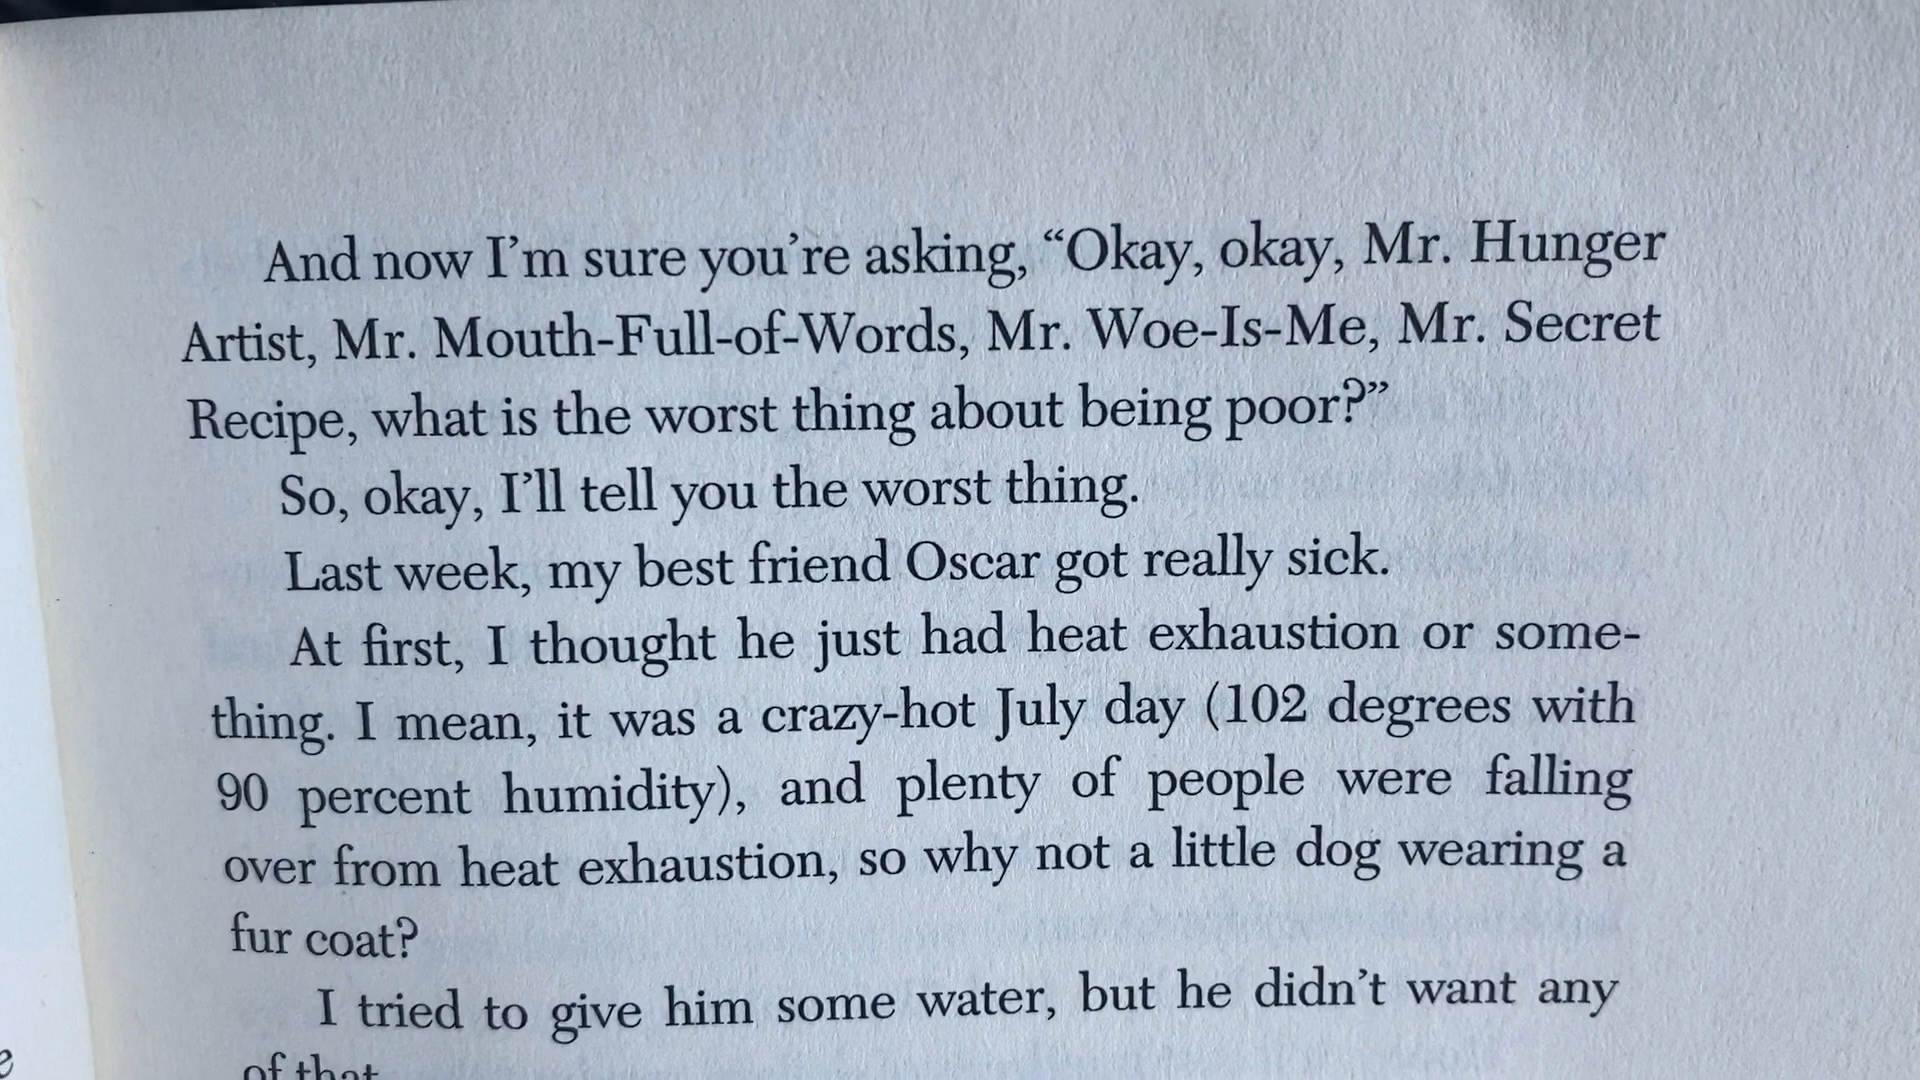 And now I'm sure you're asking, “Okay, okay, Mr. Hunger
Artist, Mr. Mouth-Full-of-Words, Mr. Woe-Is-Me, Mr. Secret
Recipe, what is the worst thing about being poor?”
So, okay, I'll tell you the worst thing.
Last week, my best friend Oscar got really sick.
At first, I thought he just had heat exhaustion or some-
thing. I mean, it was a crazy-hot July day (102 degrees with
90 percent humidity), and plenty of people were falling
over from heat exhaustion, so why not a little dog wearing a
fur coat?
I tried to give him some water, but he didn't want any
of that